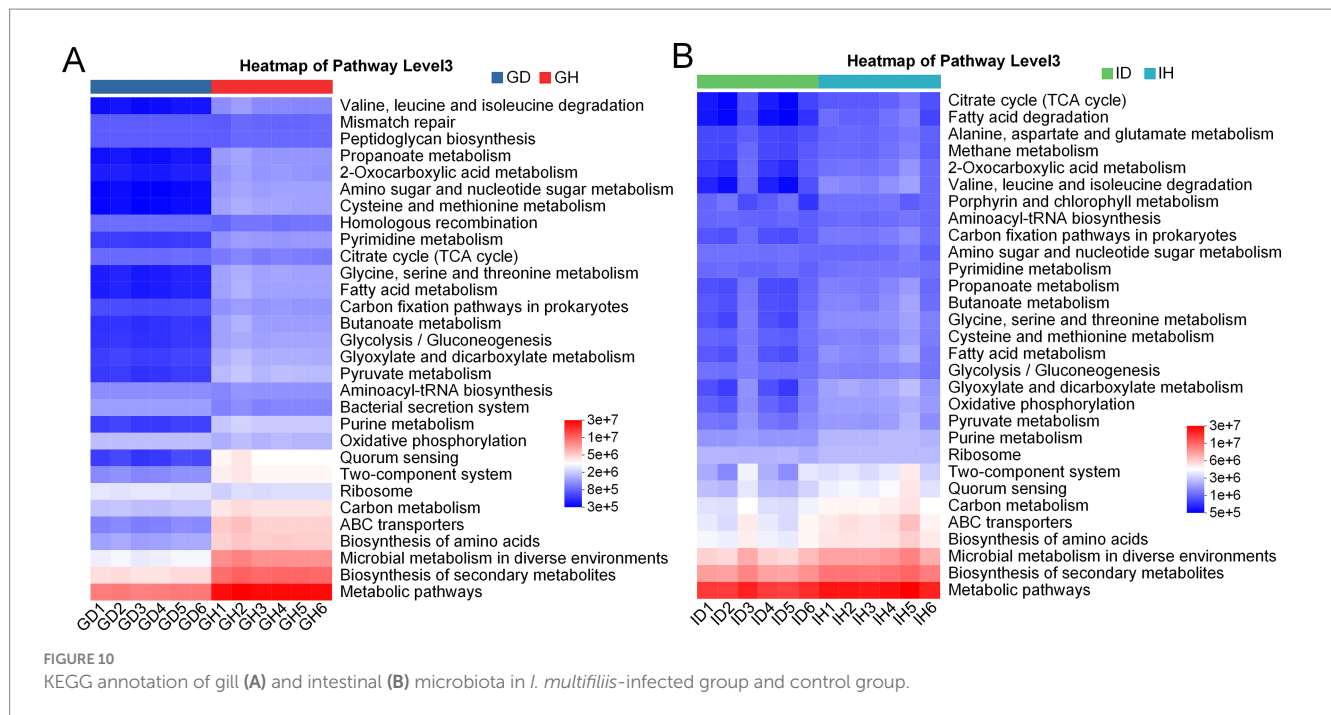 A
Heatmap of Pathway Level3
GD GH
Valine, leucine and isoleucine degradation
Mismatch repair
Peptidoglycan biosynthesis
Propanoate metabolism
2-Oxocarboxylic acid metabolism
Amino sugar and nucleotide sugar metabolism
Cysteine and methionine metabolism
Homologous recombination
Pyrimidine metabolism
Citrate cycle (TCA cycle)
Glycine, serine and threonine metabolism
Fatty acid metabolism
Carbon fixation pathways in prokaryotes
Butanoate metabolism
Glycolysis / Gluconeogenesis
Glyoxylate and dicarboxylate metabolism
Pyruvate metabolism
Aminoacyl-tRNA biosynthesis
Bacterial secretion system
Purine metabolism
Oxidative phosphorylation
Quorum sensing
Two-component system
Ribosome
Carbon metabolism
ABC transporters
Biosynthesis of amino acids
Microbial metabolism in diverse environments
Biosynthesis of secondary metabolites
Metabolic pathways
3e+7
1e+7
5e+6
2e+6
8e+5
3e+5
GD1 GD2 GD3 GD4 GD5 GD6 GH1 GH2 GH3 GH4 GH5 GH6
B
Heatmap of Pathway Level3
ID IH
Citrate cycle (TCA cycle)
Fatty acid degradation
Alanine, aspartate and glutamate metabolism
Methane metabolism
2-Oxocarboxylic acid metabolism
Valine, leucine and isoleucine degradation
Porphyrin and chlorophyll metabolism
Aminoacyl-tRNA biosynthesis
Carbon fixation pathways in prokaryotes
Amino sugar and nucleotide sugar metabolism
Pyrimidine metabolism
Propanoate metabolism
Butanoate metabolism
Glycine, serine and threonine metabolism
Cysteine and methionine metabolism
Fatty acid metabolism
Glycolysis / Gluconeogenesis
Glyoxylate and dicarboxylate metabolism
Oxidative phosphorylation
Pyruvate metabolism
Purine metabolism
Ribosome
Two-component system
Quorum sensing
Carbon metabolism
ABC transporters
Biosynthesis of amino acids
Microbial metabolism in diverse environments
Biosynthesis of secondary metabolites
Metabolic pathways
3e+7
1e+7
6e+6
3e+6
1e+6
5e+5
ID1 ID2 ID3 ID4 ID5 ID6 IH1 IH2 IH3 IH4 IH5 IH6
FIGURE 10
KEGG annotation of gill (A) and intestinal (B) microbiota in I. multifiliis-infected group and control group.